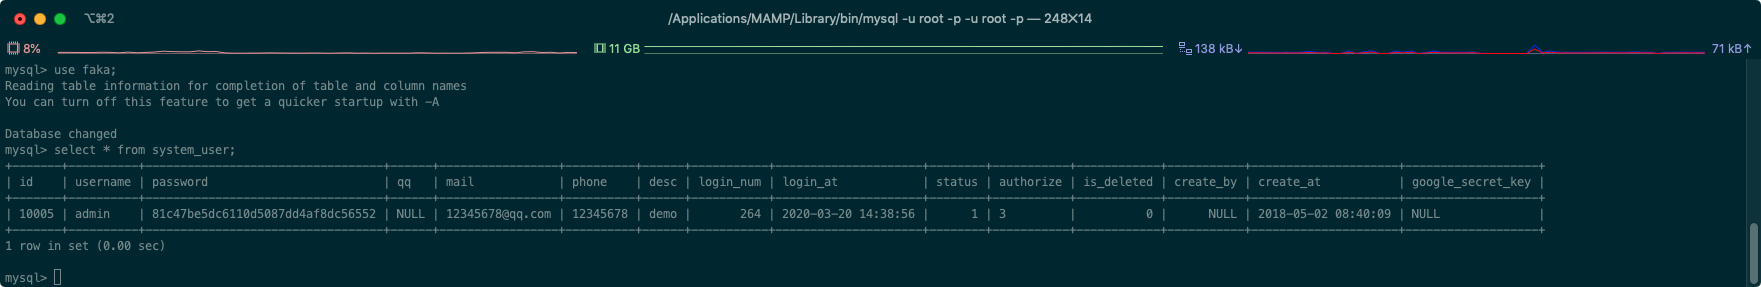 ⌥⌘2 /Applications/MAMP/Library/bin/mysql -u root -p -u root -p — 248×14
8% 11 GB 138 kB↓ 71 kB↑
mysql> use faka;
Reading table information for completion of table and column names
You can turn off this feature to get a quicker startup with -A
Database changed
mysql> select * from system_user;
+-------+----------+----------------------------------+------+-----------------+----------+------+-----------+---------------------+--------+-----------+------------+-----------+---------------------+-------------------+
| id    | username | password                         | qq   | mail            | phone    | desc | login_num | login_at            | status | authorize | is_deleted | create_by | create_at           | google_secret_key |
+-------+----------+----------------------------------+------+-----------------+----------+------+-----------+---------------------+--------+-----------+------------+-----------+---------------------+-------------------+
| 10005 | admin    | 81c47be5dc6110d5087dd4af8dc56552 | NULL | 12345678@qq.com | 12345678 | demo |       264 | 2020-03-20 14:38:56 |      1 | 3         |          0 |      NULL | 2018-05-02 08:40:09 | NULL              |
+-------+----------+----------------------------------+------+-----------------+----------+------+-----------+---------------------+--------+-----------+------------+-----------+---------------------+-------------------+
1 row in set (0.00 sec)
mysql>